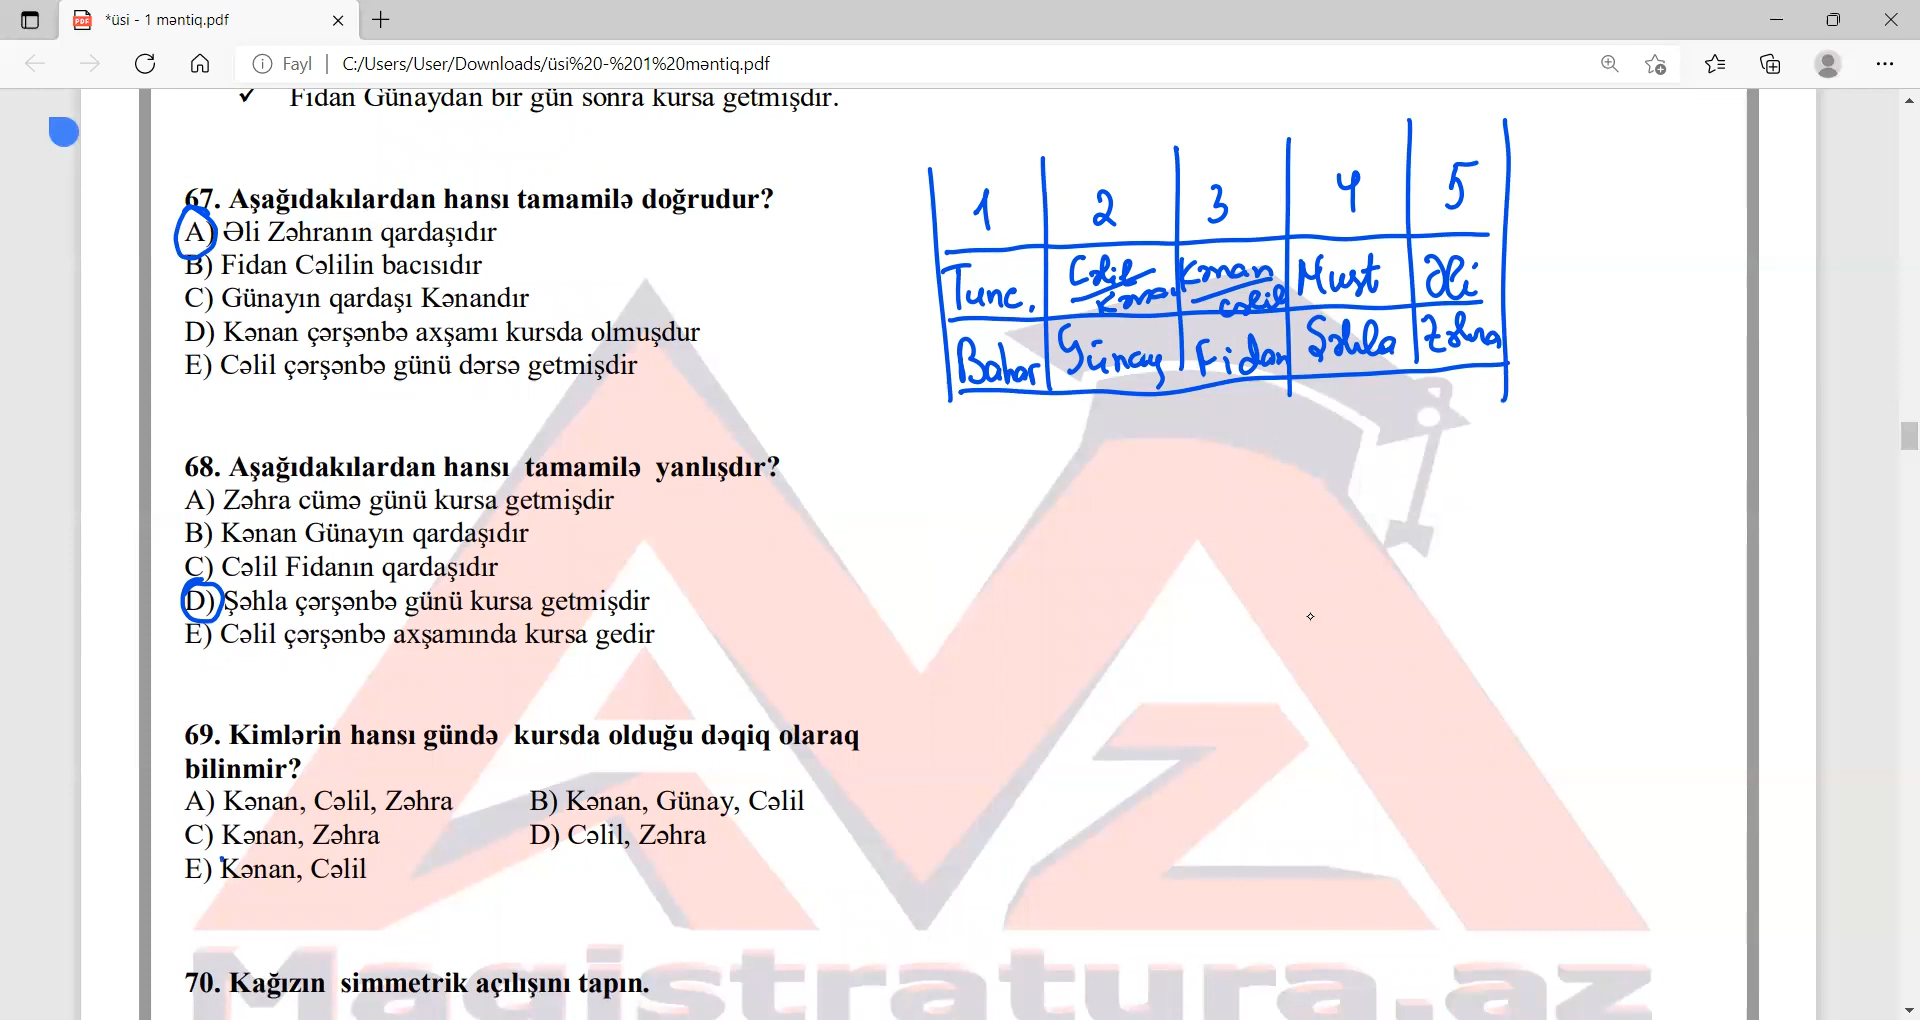 *üsi - 1 məntiq.pdf
Fayl | C:/Users/User/Downloads/üsi%20-%201%20məntiq.pdf
✓ Fidan Günaydan bir gün sonra kursa getmişdir.
67. Aşağıdakılardan hansı tamamilə doğrudur?
A) Əli Zəhranın qardaşıdır
B) Fidan Cəlilin bacısıdır
C) Günayın qardaşı Kənandır
D) Kənan çərşənbə axşamı kursda olmuşdur
E) Cəlil çərşənbə günü dərsə getmişdir
1 2 3 4 5
Tunc. Cəlil Kənan Must Əli
Kənan Cəlil
Bahar Günay Fidan Şəhla Zəhra
68. Aşağıdakılardan hansı tamamilə yanlışdır?
A) Zəhra cümə günü kursa getmişdir
B) Kənan Günayın qardaşıdır
C) Cəlil Fidanın qardaşıdır
D) Şəhla çərşənbə günü kursa getmişdir
E) Cəlil çərşənbə axşamında kursa gedir
69. Kimlərin hansı gündə kursda olduğu dəqiq olaraq
bilinmir?
A) Kənan, Cəlil, Zəhra B) Kənan, Günay, Cəlil
C) Kənan, Zəhra D) Cəlil, Zəhra
E) Kənan, Cəlil
70. Kağızın simmetrik açılışını tapın.
Magistratura.az